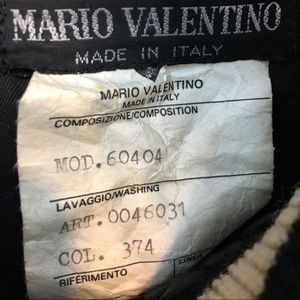 MARIO VALENTINO
MADE IN ITALY
MARIO VALENTINO
MADE IN ITALY
COMPOSIZIONE/COMPOSITION
MOD.60404
LAVAGGIO/WASHING
ART.0046031
COL. 374
RIFERIMENTO
LINEA